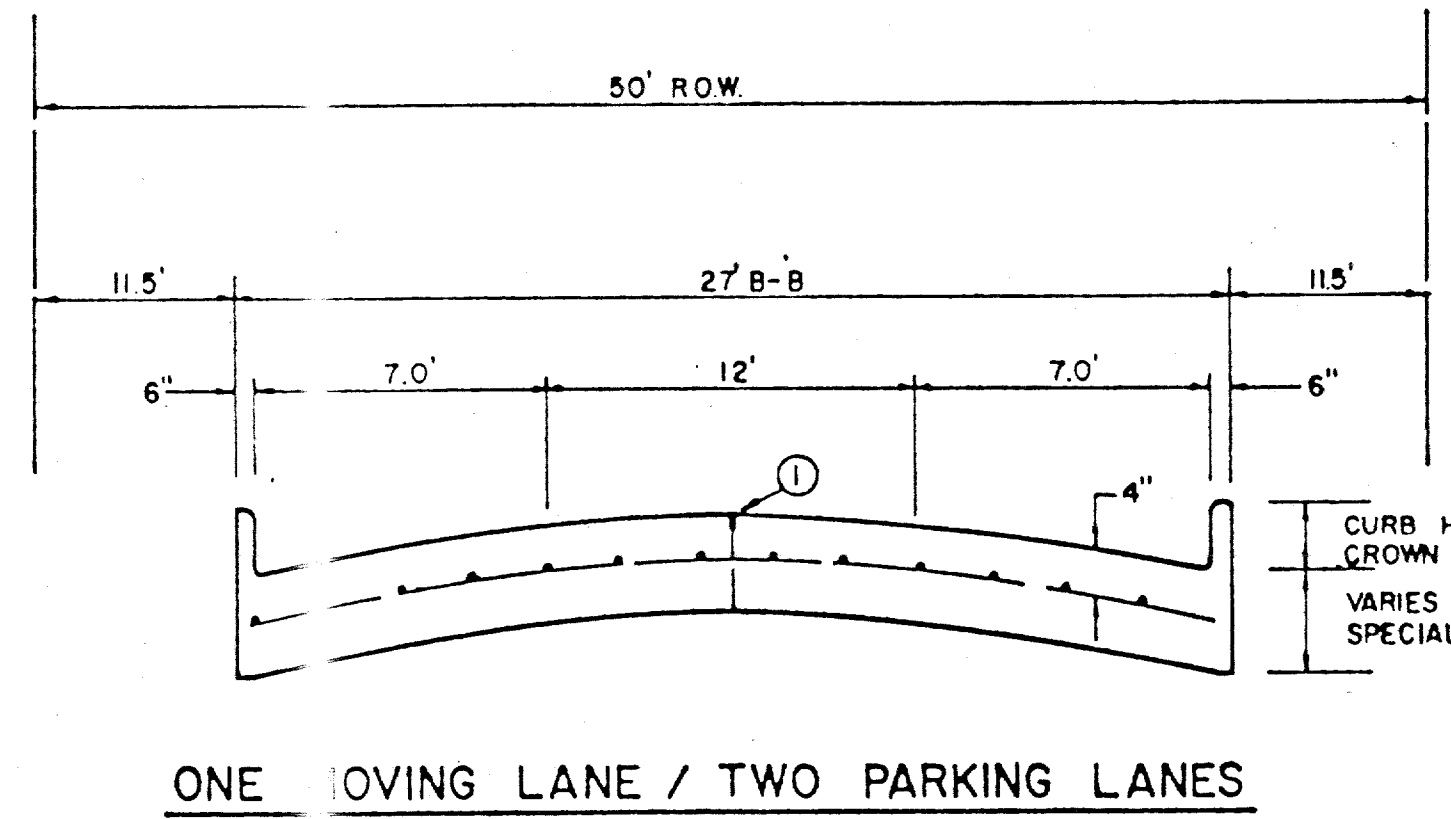 50' R.O.W.
11.5'
27' B-B
11.5'
6"
7.0'
12'
7.0'
6"
1
4"
CURB H
CROWN
VARIES
SPECIAL
ONE OVING LANE / TWO PARKING LANES